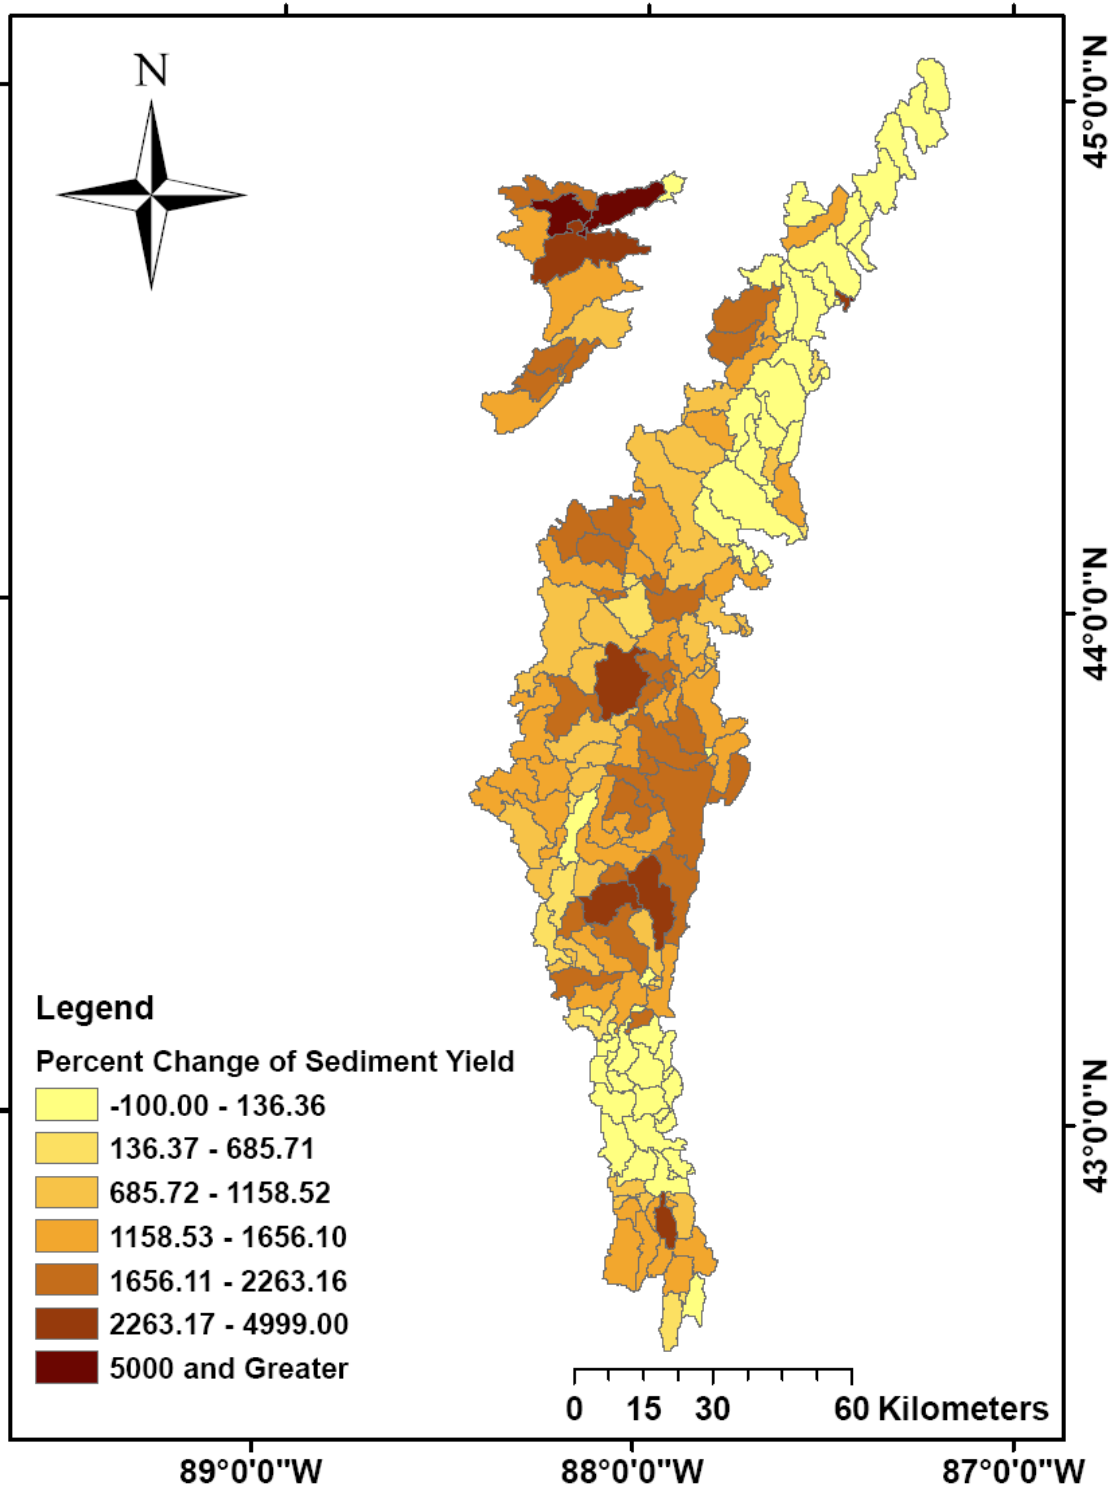 N
45°0'0"N
44°0'0"N
43°0'0"N
Legend
Percent Change of Sediment Yield
-100.00 - 136.36
136.37 - 685.71
685.72 - 1158.52
1158.53 - 1656.10
1656.11 - 2263.16
2263.17 - 4999.00
5000 and Greater
0 15 30 60 Kilometers
89°0'0"W 88°0'0"W 87°0'0"W